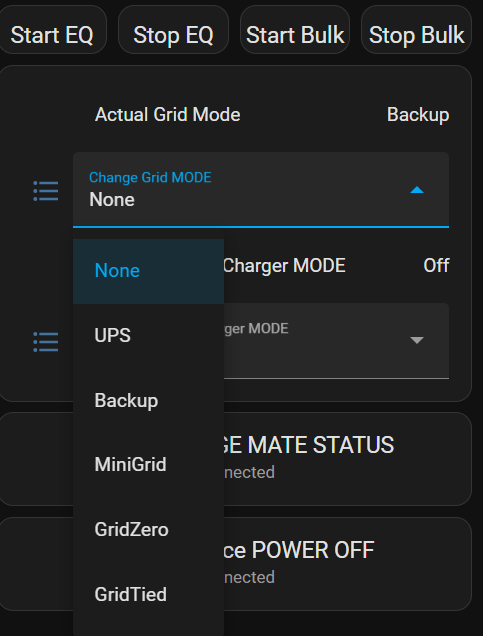 Start EQ
Stop EQ
Start Bulk
Stop Bulk
Actual Grid Mode
Backup
Change Grid MODE
None
None
Charger MODE
Off
UPS
ger MODE
Backup
GE MATE STATUS
MiniGrid
nected
GridZero
ce POWER OFF
nected
GridTied